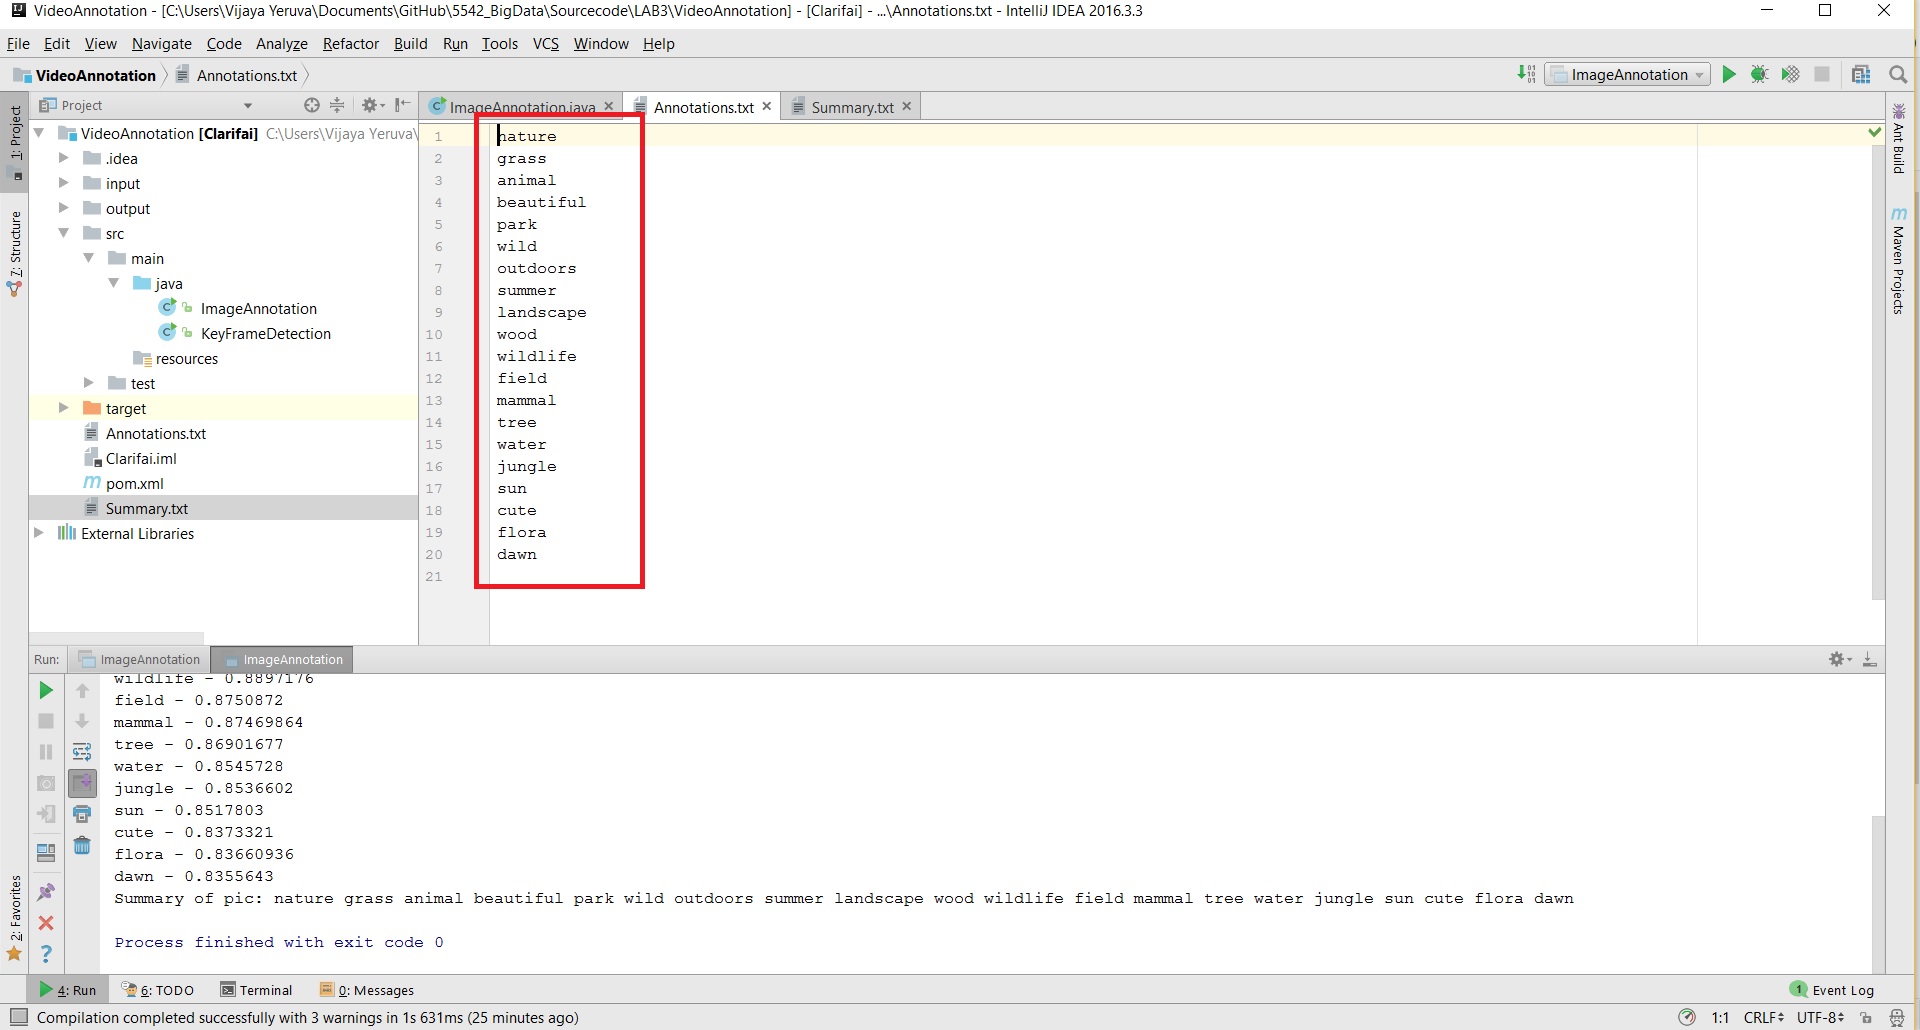 VideoAnnotation - [C:\Users\Vijaya Yeruva\Documents\GitHub\5542_BigData\Sourcecode\LAB3\VideoAnnotation] - [Clarifai] - ...\Annotations.txt - IntelliJ IDEA 2016.3.3
File Edit View Navigate Code Analyze Refactor Build Run Tools VCS Window Help
VideoAnnotation Annotations.txt ImageAnnotation
Project
ImageAnnotation.java Annotations.txt Summary.txt
1: Project
7: Structure
2: Favorites
VideoAnnotation [Clarifai] C:\Users\Vijaya Yeruva\
.idea
input
output
src
main
java
ImageAnnotation
KeyFrameDetection
resources
test
target
Annotations.txt
Clarifai.iml
pom.xml
Summary.txt
External Libraries
1 nature
2 grass
3 animal
4 beautiful
5 park
6 wild
7 outdoors
8 summer
9 landscape
10 wood
11 wildlife
12 field
13 mammal
14 tree
15 water
16 jungle
17 sun
18 cute
19 flora
20 dawn
21
Ant Build
Maven Projects
Run: ImageAnnotation ImageAnnotation
wildlife - 0.8897176
field - 0.8750872
mammal - 0.87469864
tree - 0.86901677
water - 0.8545728
jungle - 0.8536602
sun - 0.8517803
cute - 0.8373321
flora - 0.83660936
dawn - 0.8355643
Summary of pic: nature grass animal beautiful park wild outdoors summer landscape wood wildlife field mammal tree water jungle sun cute flora dawn
Process finished with exit code 0
4: Run 6: TODO Terminal 0: Messages 1 Event Log
Compilation completed successfully with 3 warnings in 1s 631ms (25 minutes ago) 1:1 CRLF UTF-8